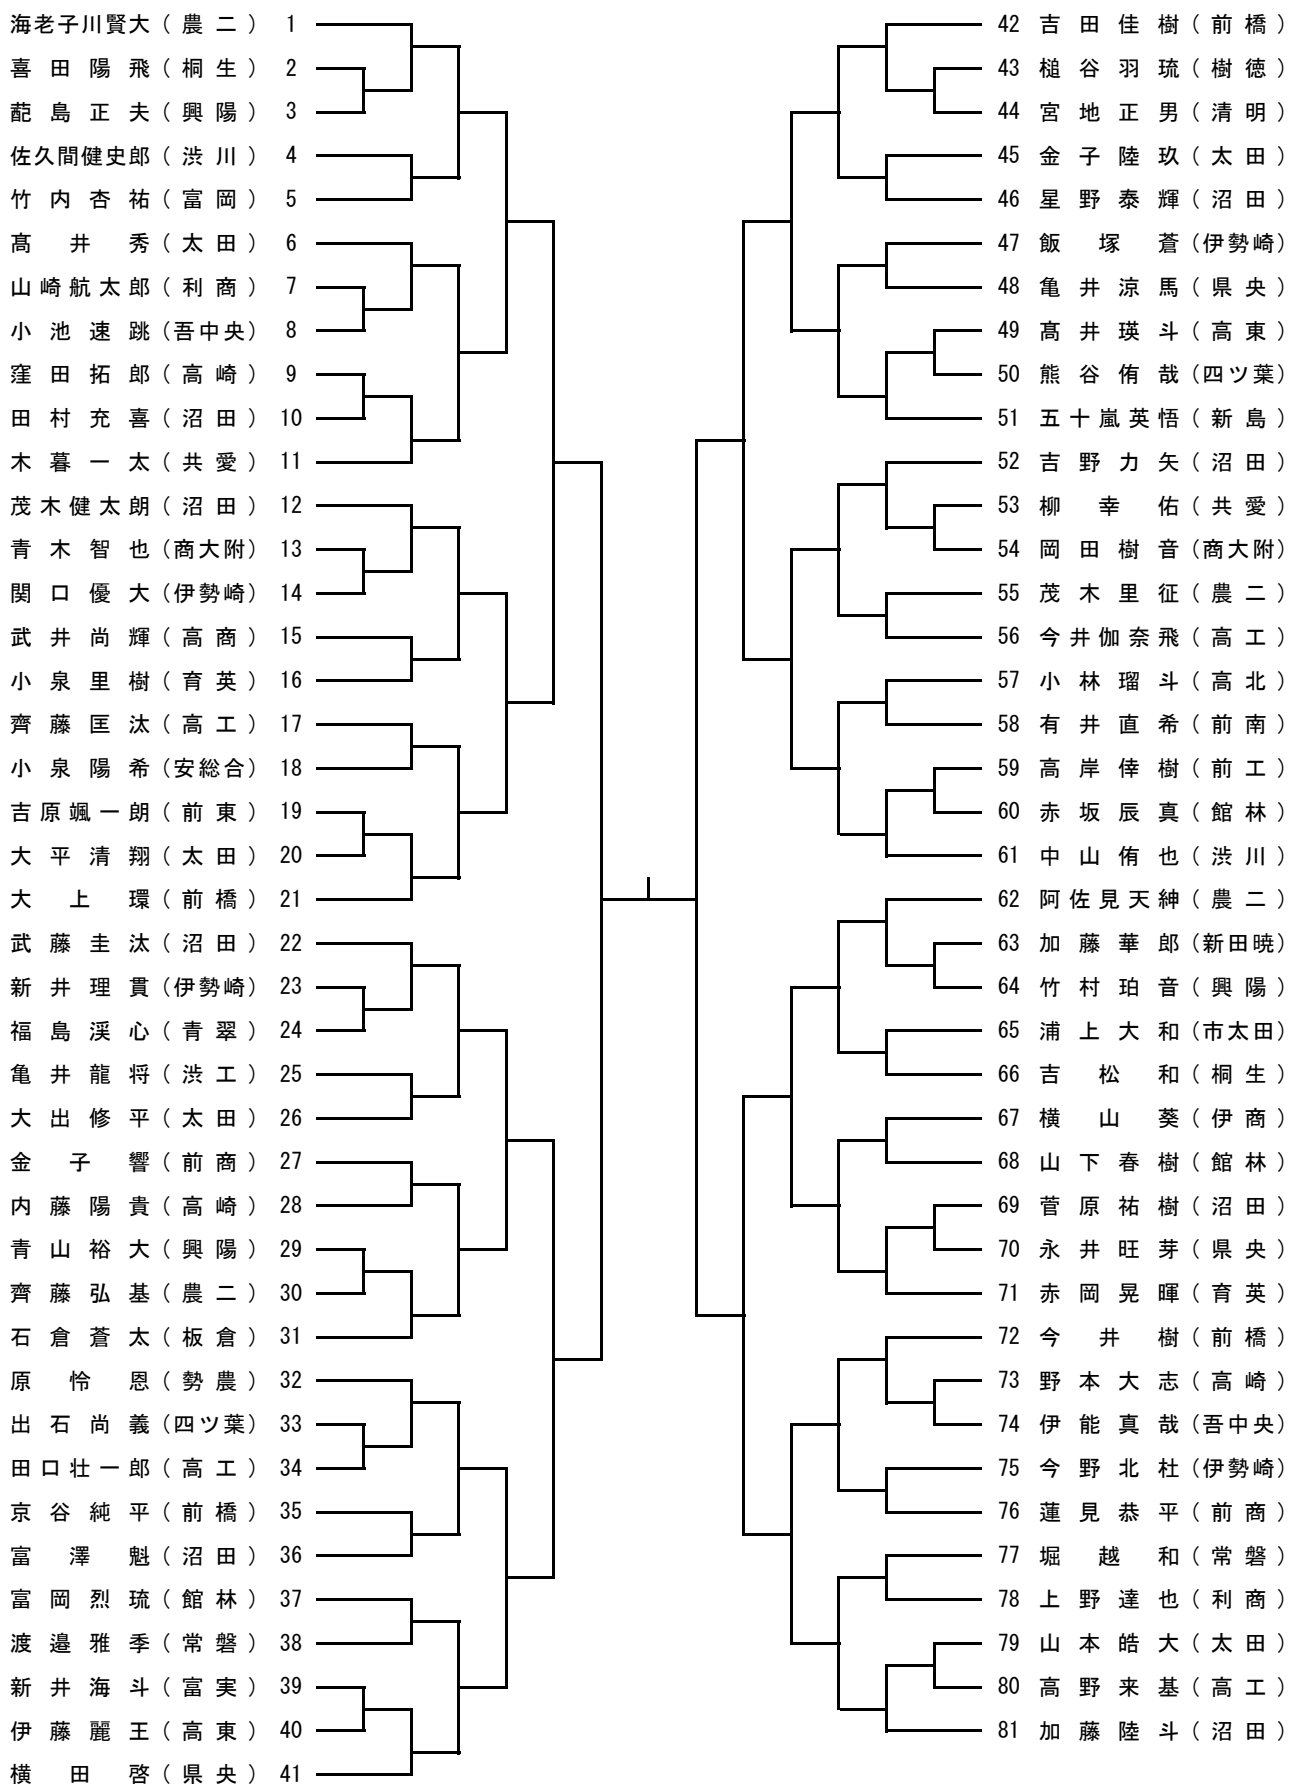 海老子川賢大（農二） 1
喜田陽飛（桐生） 2
蓜島正夫（興陽） 3
佐久間健史郎（渋川） 4
竹内杏祐（富岡） 5
髙井秀（太田） 6
山崎航太郎（利商） 7
小池速跳（吾中央） 8
窪田拓郎（高崎） 9
田村充喜（沼田） 10
木暮一太（共愛） 11
茂木健太朗（沼田） 12
青木智也（商大附） 13
関口優大（伊勢崎） 14
武井尚輝（高商） 15
小泉里樹（育英） 16
齊藤匡汰（高工） 17
小泉陽希（安総合） 18
吉原颯一朗（前東） 19
大平清翔（太田） 20
大上環（前橋） 21
武藤圭汰（沼田） 22
新井理貫（伊勢崎） 23
福島渓心（青翠） 24
亀井龍将（渋工） 25
大出修平（太田） 26
金子響（前商） 27
内藤陽貴（高崎） 28
青山裕大（興陽） 29
齊藤弘基（農二） 30
石倉蒼太（板倉） 31
原怜恩（勢農） 32
出石尚義（四ツ葉） 33
田口壮一郎（高工） 34
京谷純平（前橋） 35
富澤魁（沼田） 36
富岡烈琉（館林） 37
渡邉雅季（常磐） 38
新井海斗（富実） 39
伊藤麗王（高東） 40
横田啓（県央） 41
42 吉田佳樹（前橋）
43 槌谷羽琉（樹徳）
44 宮地正男（清明）
45 金子陸玖（太田）
46 星野泰輝（沼田）
47 飯塚蒼（伊勢崎）
48 亀井涼馬（県央）
49 髙井瑛斗（高東）
50 熊谷侑哉（四ツ葉）
51 五十嵐英悟（新島）
52 吉野力矢（沼田）
53 柳幸佑（共愛）
54 岡田樹音（商大附）
55 茂木里征（農二）
56 今井伽奈飛（高工）
57 小林瑠斗（高北）
58 有井直希（前南）
59 高岸倖樹（前工）
60 赤坂辰真（館林）
61 中山侑也（渋川）
62 阿佐見天紳（農二）
63 加藤華郎（新田暁）
64 竹村珀音（興陽）
65 浦上大和（市太田）
66 吉松和（桐生）
67 横山葵（伊商）
68 山下春樹（館林）
69 菅原祐樹（沼田）
70 永井旺芽（県央）
71 赤岡晃暉（育英）
72 今井樹（前橋）
73 野本大志（高崎）
74 伊能真哉（吾中央）
75 今野北杜（伊勢崎）
76 蓮見恭平（前商）
77 堀越和（常磐）
78 上野達也（利商）
79 山本皓大（太田）
80 高野来基（高工）
81 加藤陸斗（沼田）